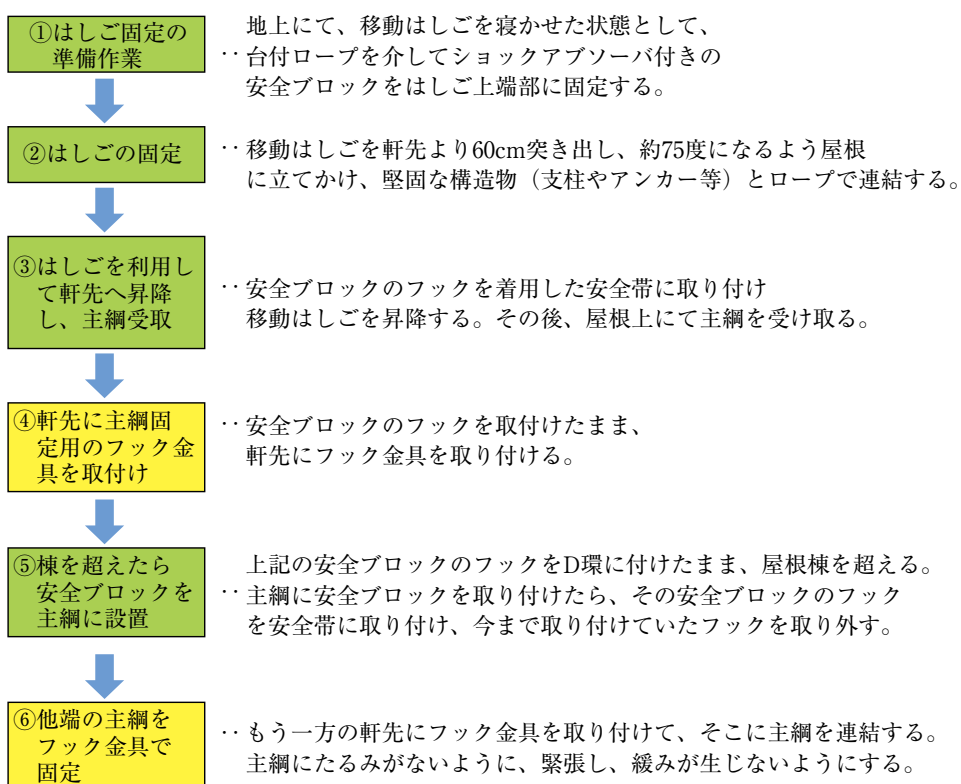 ①はしご固定の
準備作業
地上にて、移動はしごを寝かせた状態として、
‥台付ロープを介してショックアブソーバ付きの
安全ブロックをはしご上端部に固定する。
②はしごの固定
‥移動はしごを軒先より60cm突き出し、約75度になるよう屋根
に立てかけ、堅固な構造物（支柱やアンカー等）とロープで連結する。
③はしごを利用し
て軒先へ昇降
し、主綱受取
‥安全ブロックのフックを着用した安全帯に取り付け
移動はしごを昇降する。その後、屋根上にて主綱を受け取る。
④軒先に主綱固
定用のフック金
具を取付け
‥安全ブロックのフックを取付けたまま、
軒先にフック金具を取り付ける。
⑤棟を超えたら
安全ブロックを
主綱に設置
上記の安全ブロックのフックをD環に付けたまま、屋根棟を超える。
‥主綱に安全ブロックを取り付けたら、その安全ブロックのフック
を安全帯に取り付け、今まで取り付けていたフックを取り外す。
⑥他端の主綱を
フック金具で
固定
‥もう一方の軒先にフック金具を取り付けて、そこに主綱を連結する。
主綱にたるみがないように、緊張し、緩みが生じないようにする。